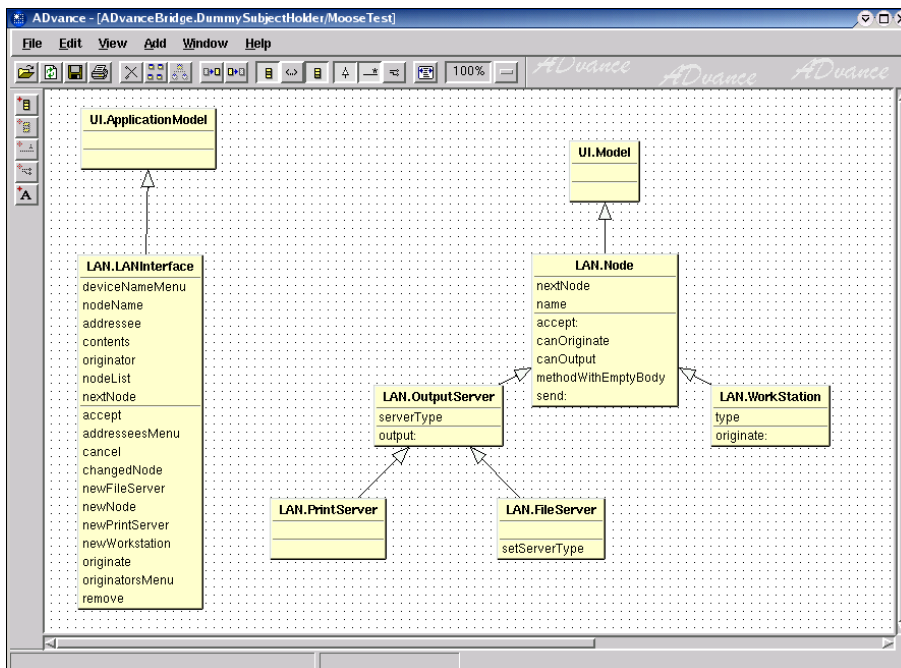 ADvance - [ADvanceBridge.DummySubjectHolder/MooseTest]
File Edit View Add Window Help
100%
ADvance ADvance ADvance
A
UI.ApplicationModel
UI.Model
LAN.LANInterface
deviceNameMenu
nodeName
addressee
contents
originator
nodeList
nextNode
accept
addresseesMenu
cancel
changedNode
newFileServer
newNode
newPrintServer
newWorkstation
originate
originatorsMenu
remove
LAN.Node
nextNode
name
accept:
canOriginate
canOutput
methodWithEmptyBody
send:
LAN.OutputServer
serverType
output:
LAN.WorkStation
type
originate:
LAN.PrintServer
LAN.FileServer
setServerType